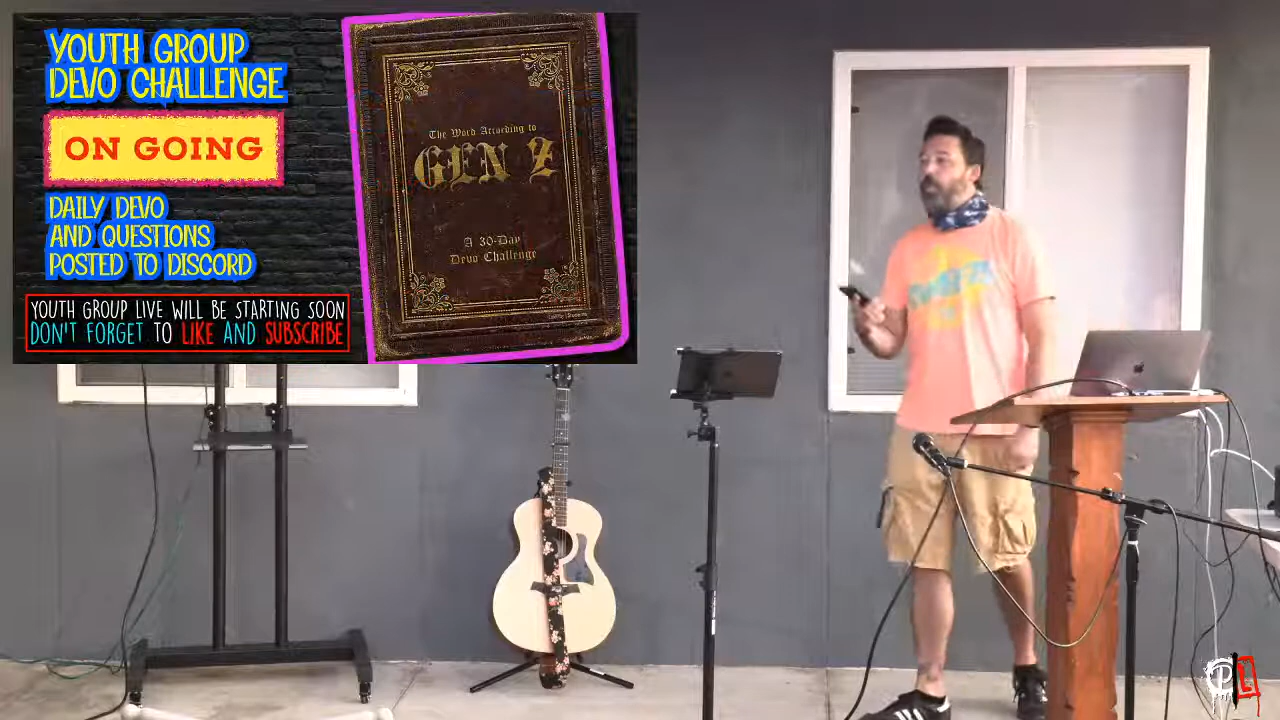 YOUTH GROUP
DEVO CHALLENGE
ON GOING
DAILY DEVO
AND QUESTIONS
POSTED TO DISCORD
YOUTH GROUP LIVE WILL BE STARTING SOON
DON'T FORGET TO LIKE AND SUBSCRIBE
The Word According to
GEN Z
A 30-Day
Devo Challenge